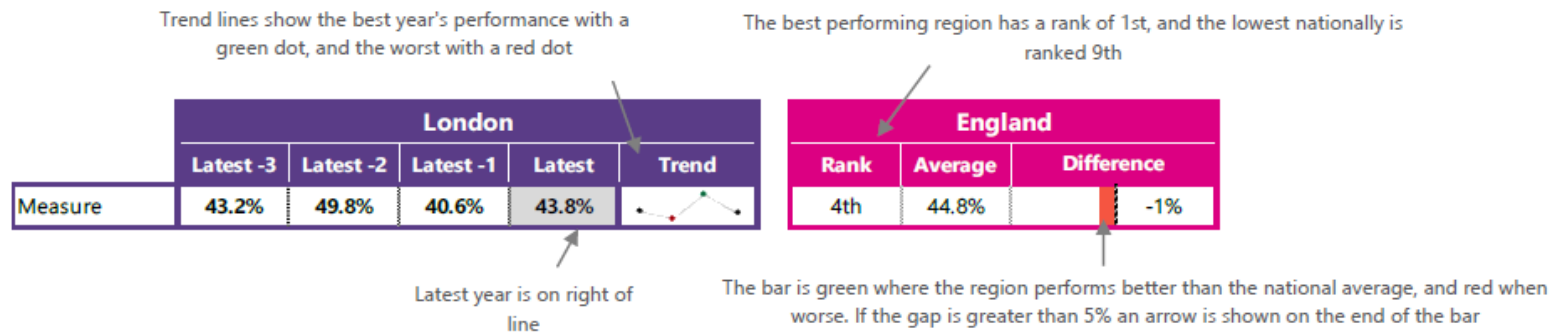 Trend lines show the best year's performance with a
green dot, and the worst with a red dot
The best performing region has a rank of 1st, and the lowest nationally is
ranked 9th
London
Latest -3 Latest -2 Latest -1 Latest Trend
Measure 43.2% 49.8% 40.6% 43.8%
England
Rank Average Difference
4th 44.8% -1%
Latest year is on right of
line
The bar is green where the region performs better than the national average, and red when
worse. If the gap is greater than 5% an arrow is shown on the end of the bar